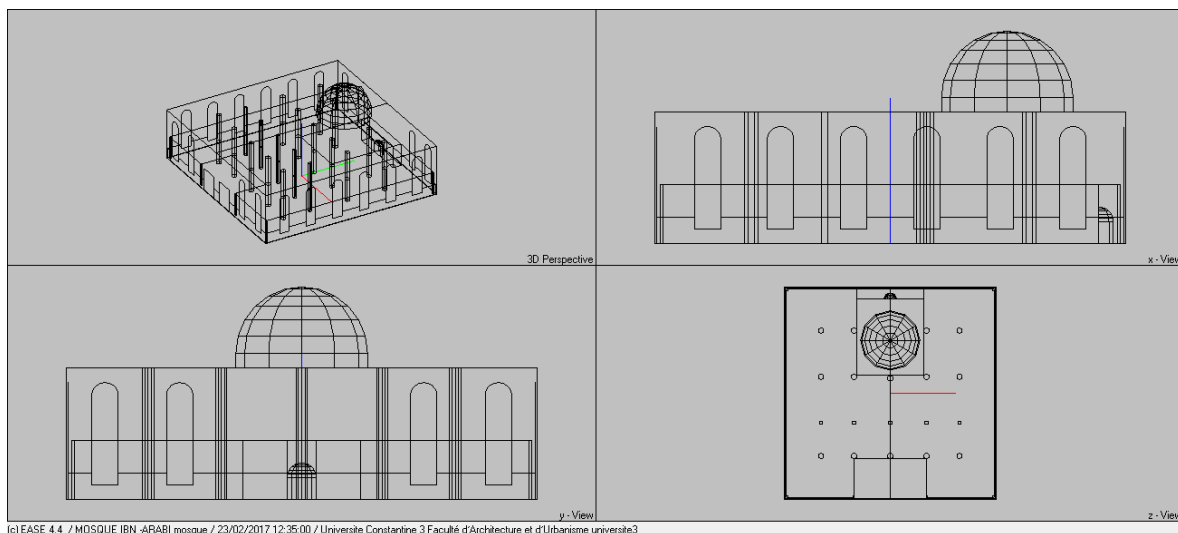 3D Perspective
x - View
y - View
z - View
(c) EASE 4.4 / MOSQUE IBN -ARABI mosque / 23/02/2017 12:35:00 / Universite Constantine 3 Faculté d'Architecture et d'Urbanisme universite3